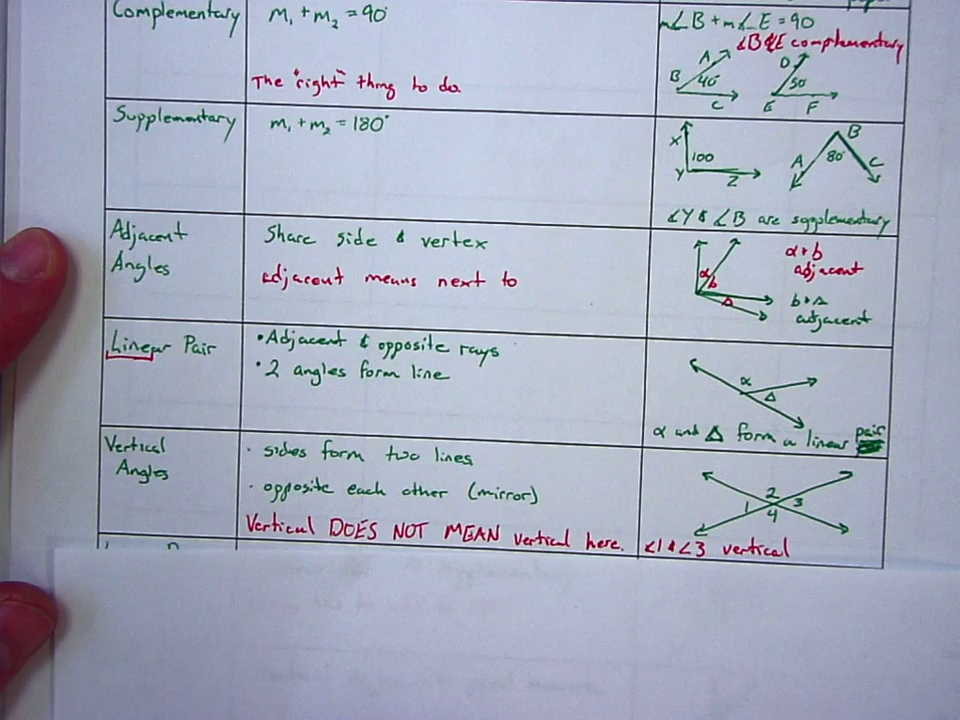 Complementary
m₁ + m₂ = 90°
The "right" thing to do.
m∠B + m∠E = 90
∠B & E complementary
A
B
40°
C
D
50°
E
F
Supplementary
m₁ + m₂ = 180°
X
100
Y
Z
B
A
80°
C
∠Y & ∠B are supplementary
Adjacent
Angles
Share side & vertex
adjacent means next to
α
b
Δ
α + b
adjacent
b + Δ
adjacent
Linear Pair
• Adjacent & opposite rays
• 2 angles form line
α
Δ
α and Δ form a linear pair
Vertical
Angles
· sides form two lines
· opposite each other (mirror)
Vertical DOES NOT MEAN vertical here.
2
1
3
4
∠1 & ∠3 vertical